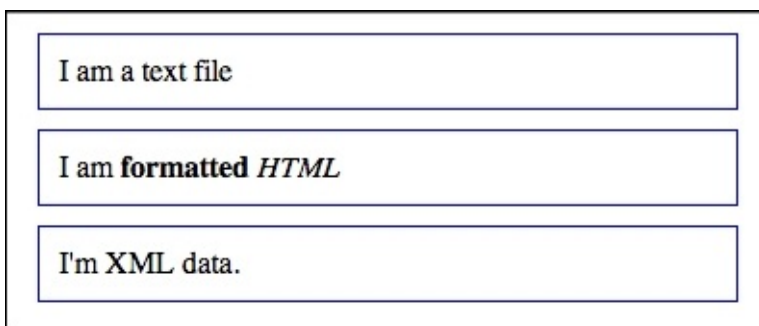 I am a text file
I am formatted HTML
I'm XML data.